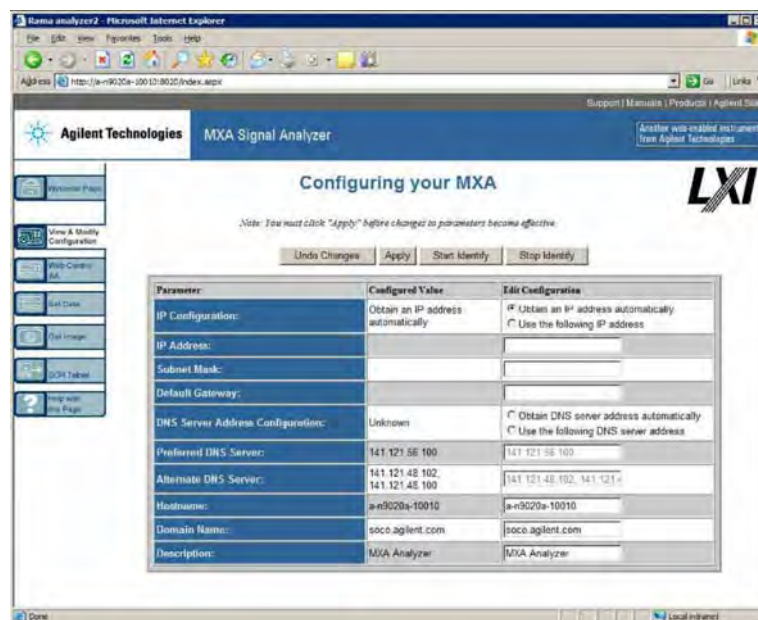 Rama analyzer2 - Microsoft Internet Explorer
File Edit View Favorites Tools Help
Address http://a-n9020a-10010:8020/index.aspx Go Links
Support | Manuals | Products | Agilent
Agilent Technologies MXA Signal Analyzer
Another web-enabled instrument
from Agilent Technologies
Welcome Page
View & Modify
Configuration
Web Control
Get Data
Get Image
SCPI Telnet
Help with
this Page
Configuring your MXA
LXI
Note: You must click "Apply" before changes to parameters become effective.
Undo Changes Apply Start Identify Stop Identify
Parameter Configured Value Edit Configuration
IP Configuration: Obtain an IP address automatically Obtain an IP address automatically
Use the following IP address
IP Address:
Subnet Mask:
Default Gateway:
DNS Server Address Configuration: Unknown Obtain DNS server address automatically
Use the following DNS server address
Preferred DNS Server: 141.121.56.100 141.121.56.100
Alternate DNS Server: 141.121.48.102, 141.121.48.100 141.121.48.102, 141.121.4
Hostname: a-n9020a-10010 a-n9020a-10010
Domain Name: soco.agilent.com soco.agilent.com
Description: MXA Analyzer MXA Analyzer
Done Local intranet